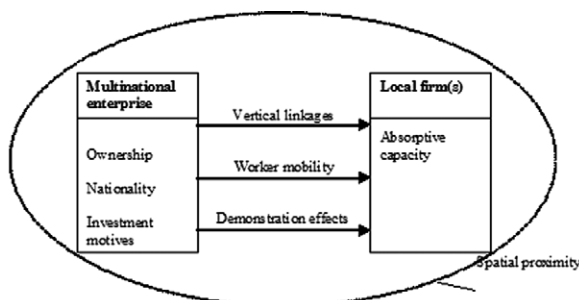 Multinational
enterprise
Ownership
Nationality
Investment
motives
Vertical linkages
Worker mobility
Demonstration effects
Local firm(s)
Absorptive
capacity
Spatial proximity